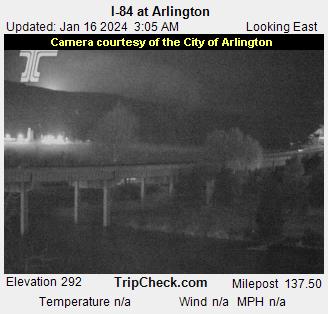 I-84 at Arlington
Updated: Jan 16 2024 3:05 AM Looking East
Camera courtesy of the City of Arlington
Elevation 292 TripCheck.com Milepost 137.50
Temperature n/a Wind n/a MPH n/a